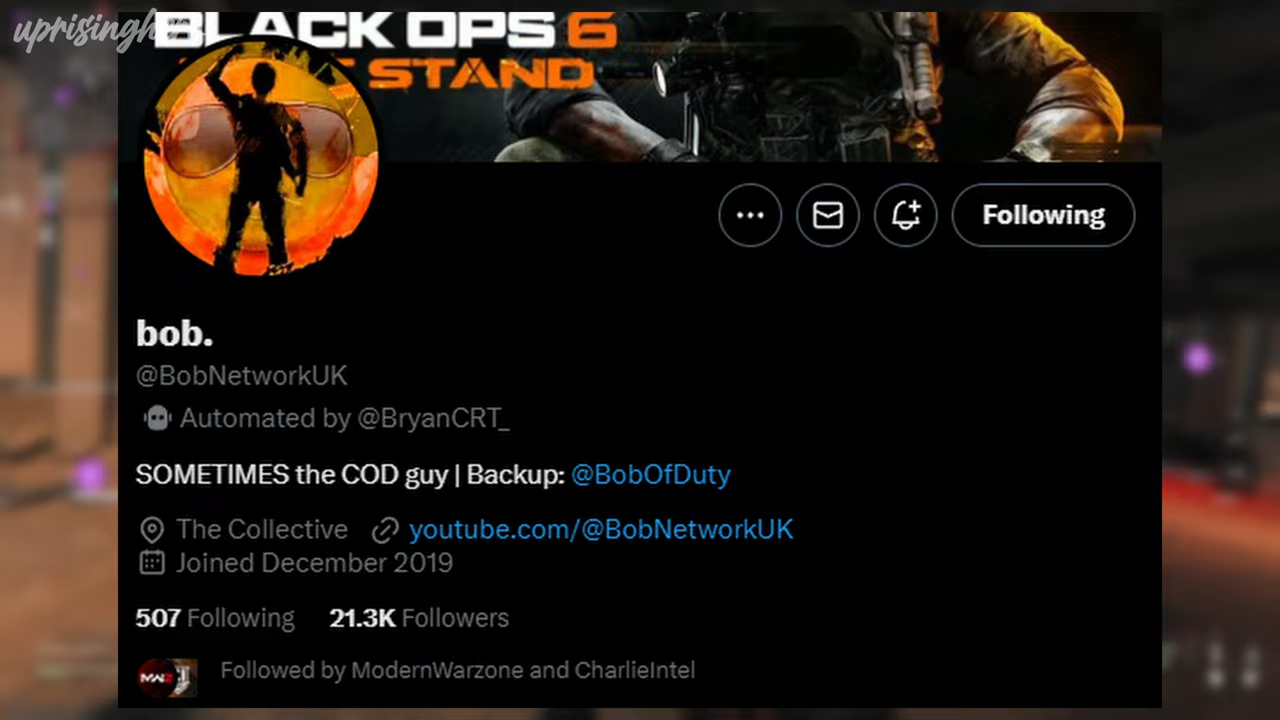 uprisingh
BLACK OPS 6
STAND
Following
bob.
@BobNetworkUK
Automated by @BryanCRT_
SOMETIMES the COD guy | Backup: @BobOfDuty
The Collective youtube.com/@BobNetworkUK
Joined December 2019
507 Following 21.3K Followers
Followed by ModernWarzone and CharlieIntel